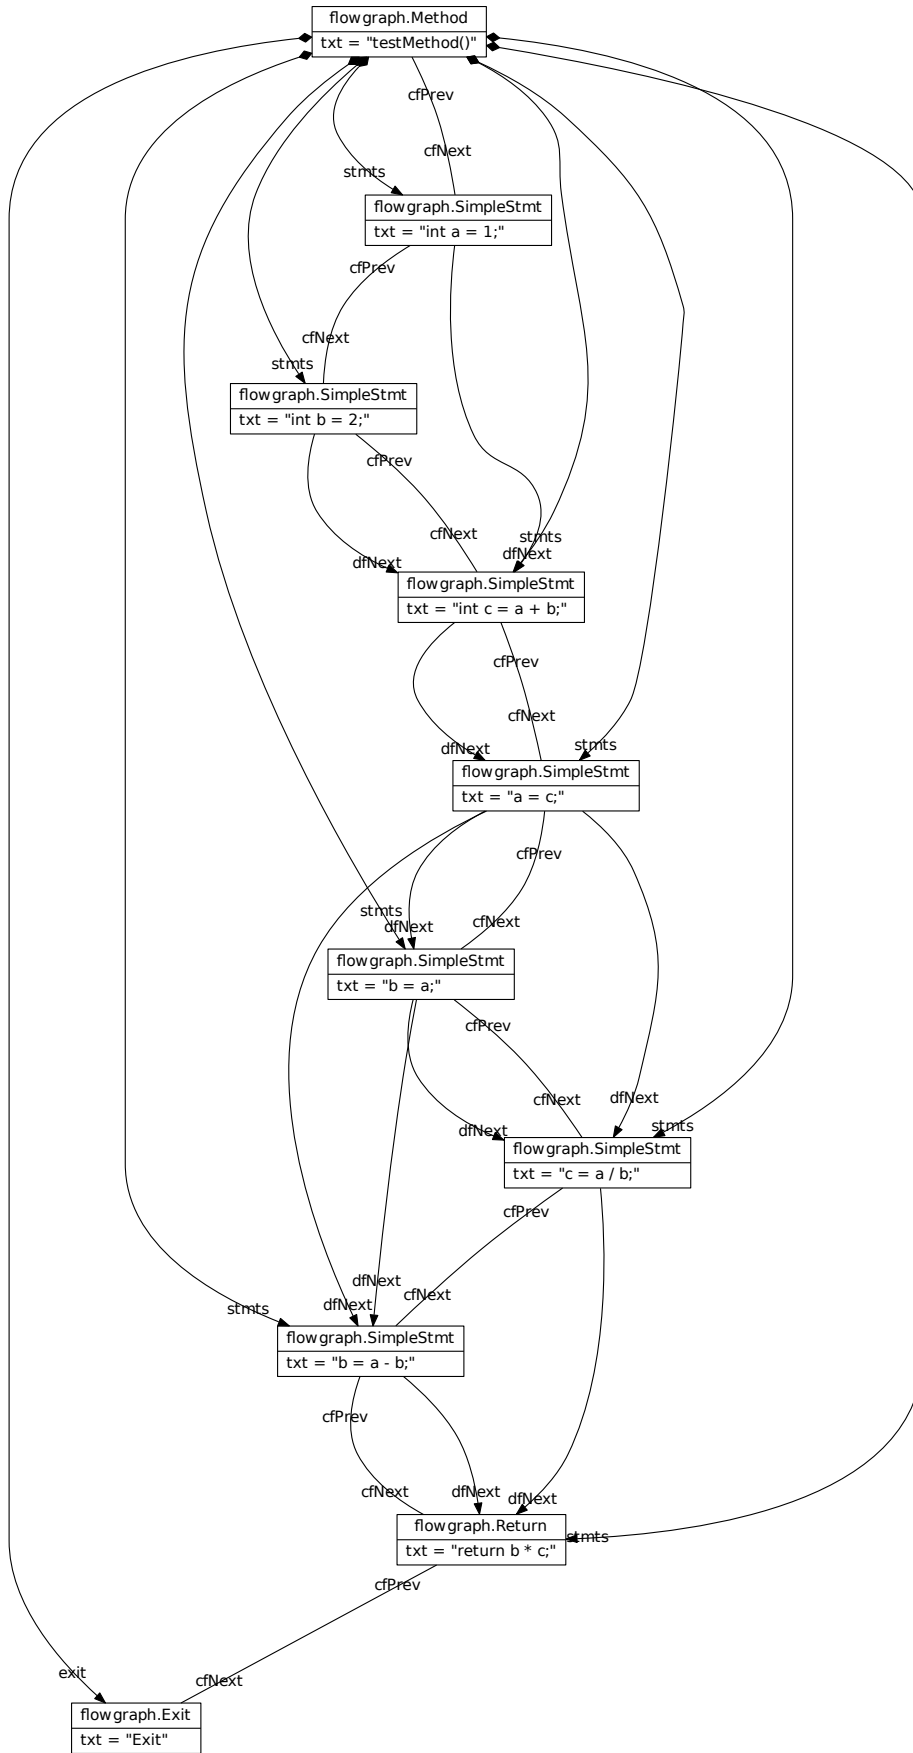 flowgraph.Method
txt = "testMethod()"
cfPrev
cfNext
stmts
flowgraph.SimpleStmt
txt = "int a = 1;"
cfPrev
cfNext
stmts
flowgraph.SimpleStmt
txt = "int b = 2;"
cfPrev
cfNext
stmts
dfNext
dfNext
flowgraph.SimpleStmt
txt = "int c = a + b;"
cfPrev
cfNext
dfNext
stmts
flowgraph.SimpleStmt
txt = "a = c;"
cfPrev
stmts
cfNext
dfNext
flowgraph.SimpleStmt
txt = "b = a;"
cfPrev
cfNext
dfNext
dfNext
stmts
flowgraph.SimpleStmt
txt = "c = a / b;"
cfPrev
dfNext
cfNext
dfNext
stmts
flowgraph.SimpleStmt
txt = "b = a - b;"
cfPrev
cfNext
dfNext
dfNext
flowgraph.Return
stmts
txt = "return b * c;"
cfPrev
exit
cfNext
flowgraph.Exit
txt = "Exit"